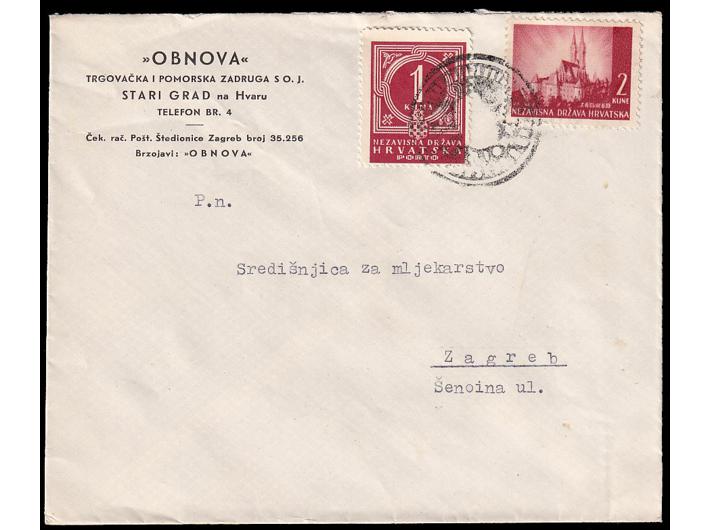 »OBNOVA«
TRGOVAČKA I POMORSKA ZADRUGA S O. J.
STARI GRAD na Hvaru
TELEFON BR. 4
Ček. rač. Pošt. Štedionice Zagreb broj 35.256
Brzojavi: »OBNOVA«
1
KUNA
NEZAVISNA DRŽAVA
HRVATSKA
PORTO
2
KUNE
NEZAVISNA DRŽAVA HRVATSKA
P.n.
Središnjica za mljekarstvo
Zagreb
Šenoina ul.